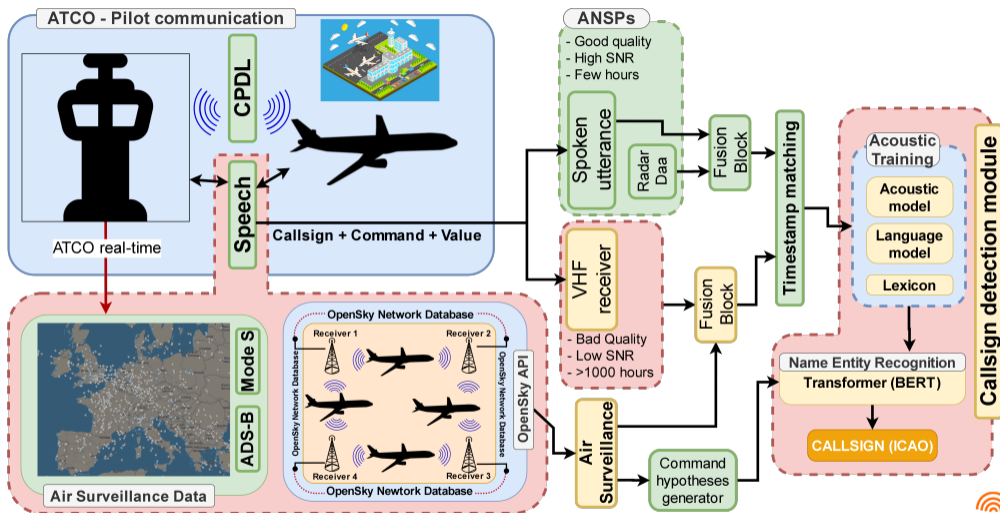 ATCO - Pilot communication
CPDL
Speech
ATCO real-time
Callsign + Command + Value
ANSPs
- Good quality
- High SNR
- Few hours
Spoken
utterance
Radar
Daa
Fusion
Block
VHF
receiver
- Bad Quality
- Low SNR
- >1000 hours
Fusion
Block
Timestamp matching
Acoustic
Training
Acoustic
model
Language
model
Lexicon
Name Entity Recognition
Transformer (BERT)
CALLSIGN (ICAO)
Callsign detection module
Mode S
ADS-B
Air Surveillance Data
OpenSky Network Database
Receiver 1
Receiver 2
OpenSky Network Database
OpenSky Network Database
Receiver 4
Receiver 3
OpenSky Newtork Database
OpenSky API
Air
Surveillance
Command
hypotheses
generator